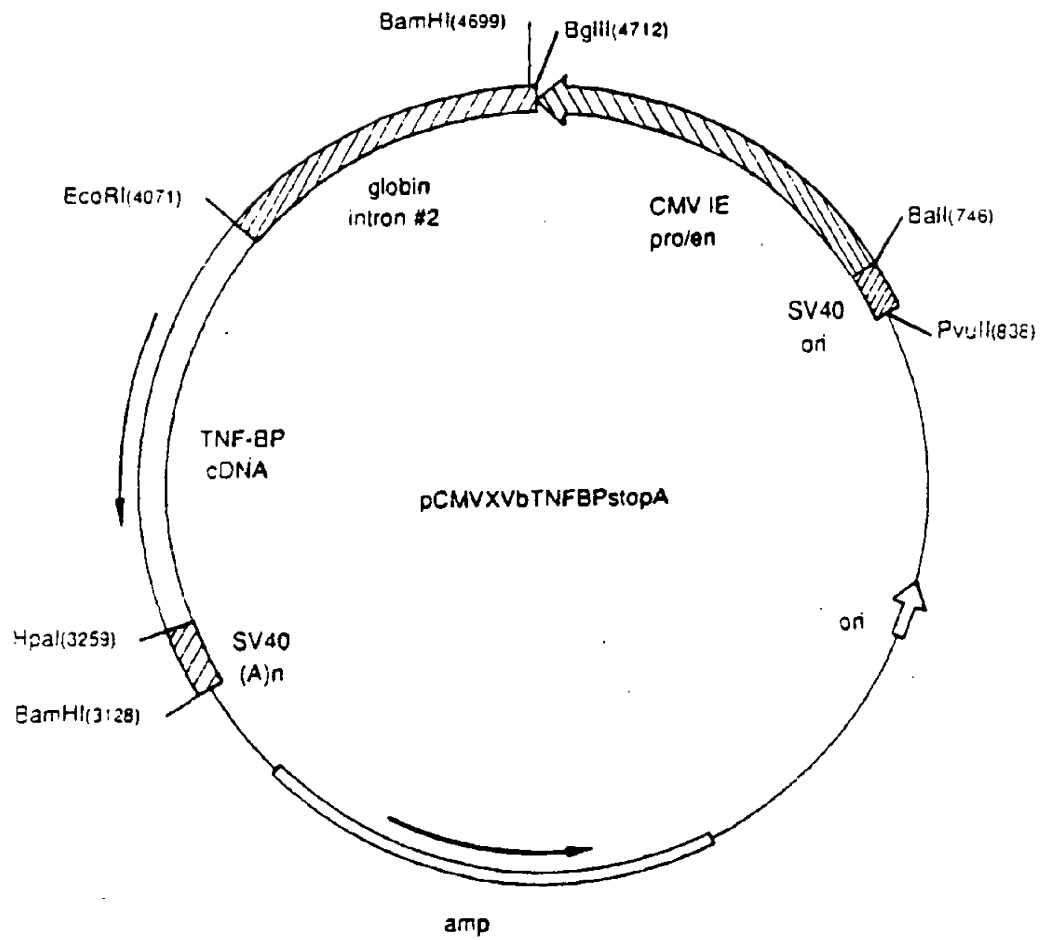 BamHI(4699)
BglII(4712)
EcoRI(4071)
globin
intron #2
CMV IE
pro/en
BalI(746)
SV40
ori
PvuII(838)
TNF-BP
cDNA
pCMVXVbTNFBPstopA
ori
HpaI(3259)
SV40
(A)n
BamHI(3128)
amp